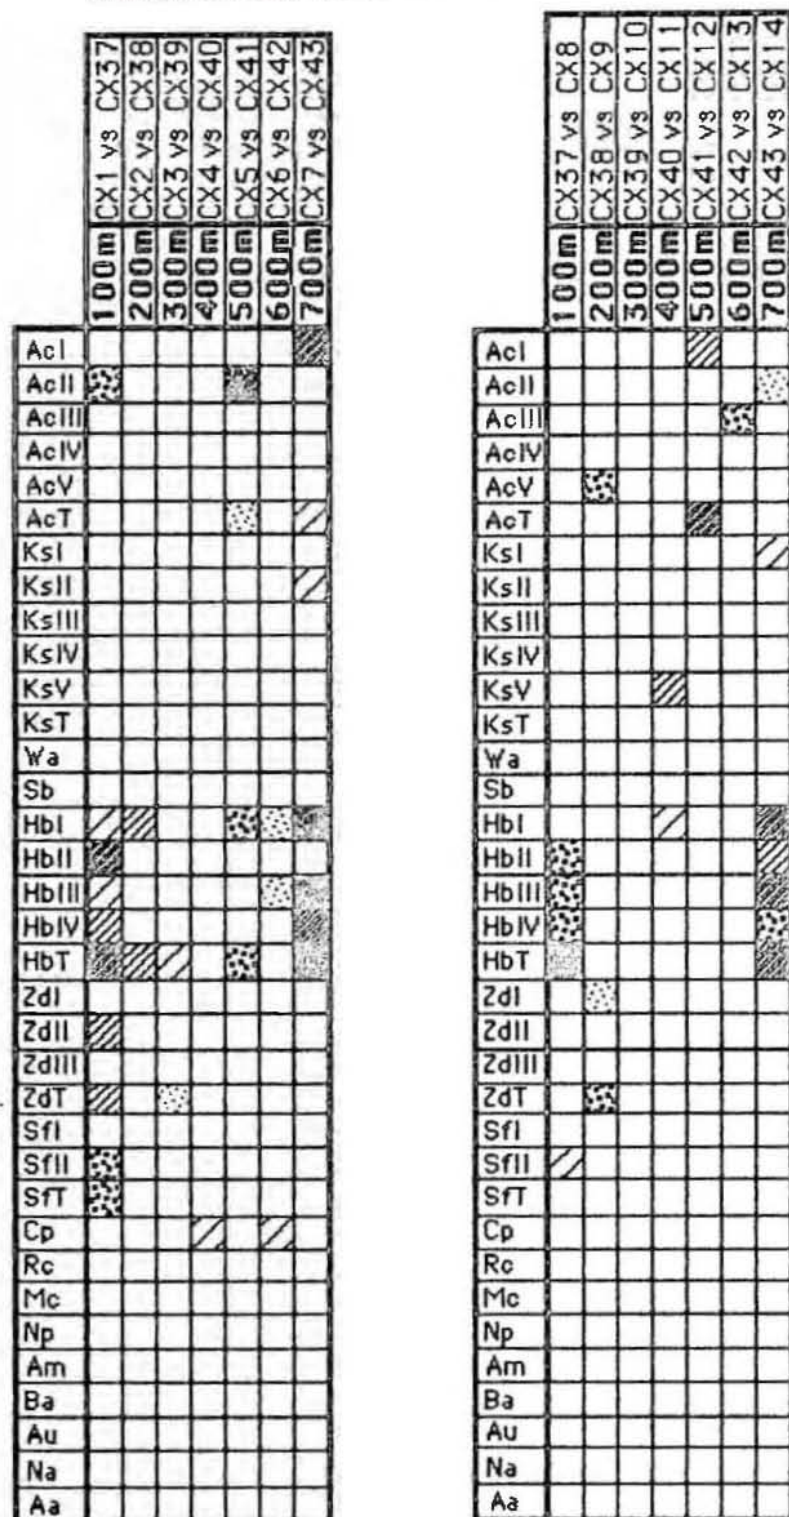 CX1 vs CX37
CX2 vs CX38
CX3 vs CX39
CX4 vs CX40
CX5 vs CX41
CX6 vs CX42
CX7 vs CX43
100m
200m
300m
400m
500m
600m
700m
AcI
AcII
AcIII
AcIV
AcV
AcT
KsI
KsII
KsIII
KsIV
KsV
KsT
Wa
Sb
HbI
HbII
HbIII
HbIV
HbT
ZdI
ZdII
ZdIII
ZdT
SfI
SfII
SfT
Cp
Rc
Mc
Np
Am
Ba
Au
Na
Aa
CX37 vs CX8
CX38 vs CX9
CX39 vs CX10
CX40 vs CX11
CX41 vs CX12
CX42 vs CX13
CX43 vs CX14
100m
200m
300m
400m
500m
600m
700m
AcI
AcII
AcIII
AcIV
AcV
AcT
KsI
KsII
KsIII
KsIV
KsV
KsT
Wa
Sb
HbI
HbII
HbIII
HbIV
HbT
ZdI
ZdII
ZdIII
ZdT
SfI
SfII
SfT
Cp
Rc
Mc
Np
Am
Ba
Au
Na
Aa